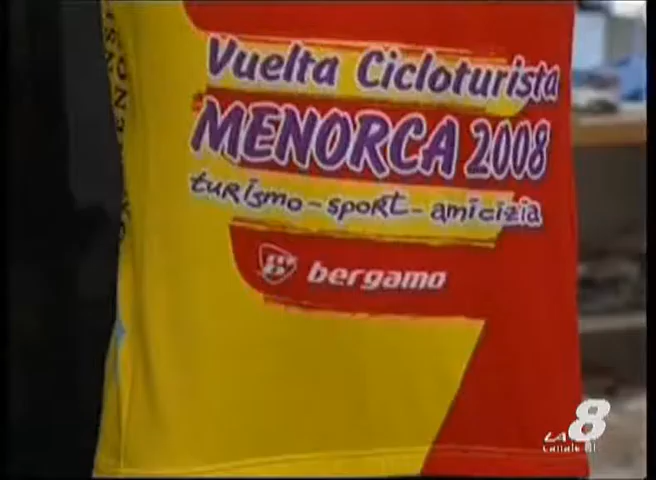 Vuelta Cicloturista
MENORCA 2008
turismo - sport - amicizia
bergamo
LA 8